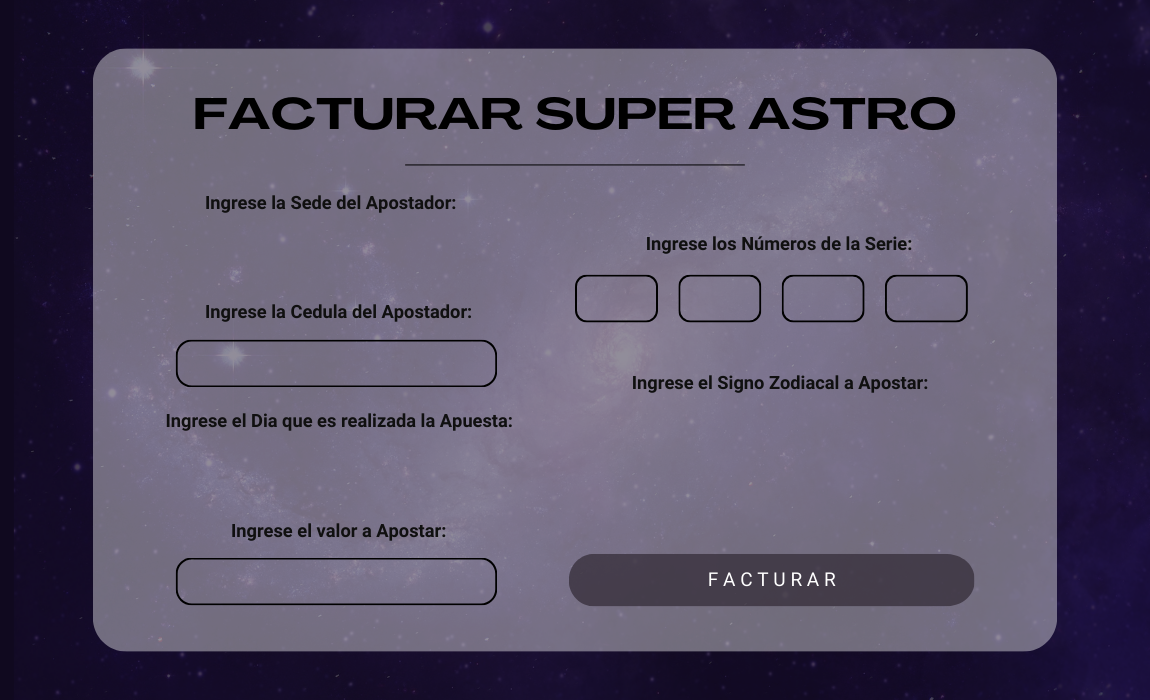 FACTURAR SUPER ASTRO
Ingrese la Sede del Apostador:
Ingrese la Cedula del Apostador:
Ingrese el Dia que es realizada la Apuesta:
Ingrese el valor a Apostar:
Ingrese los Números de la Serie:
Ingrese el Signo Zodiacal a Apostar:
FACTURAR